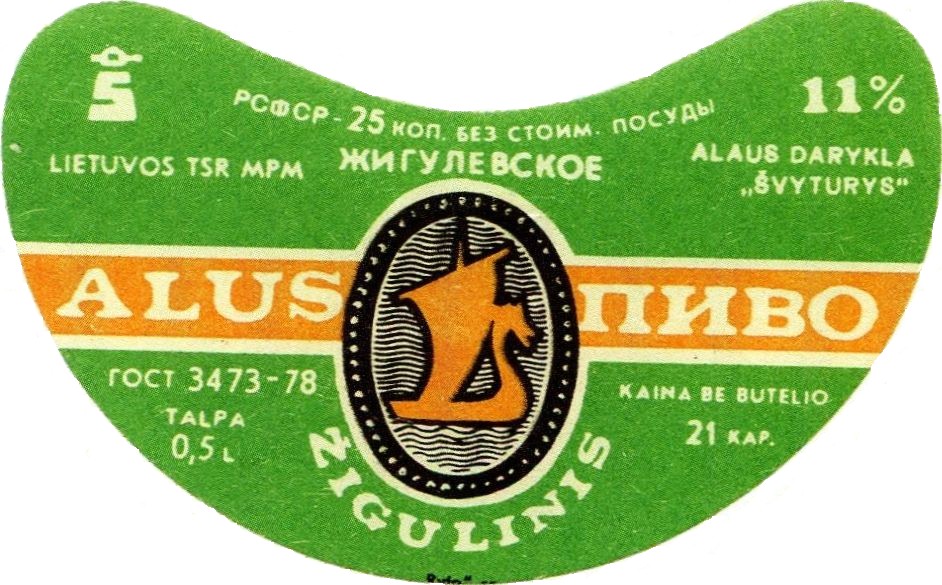 Š
РСФСР-25 КОП. БЕЗ СТОИМ. ПОСУДЫ
11%
LIETUVOS TSR MPM
ЖИГУЛЕВСКОЕ
ALAUS DARYKLA
„ŠVYTURYS“
ALUS ПИВО
ГОСТ 3473-78
TALPA
0,5 L
KAINA BE BUTELIO
21 KAP.
ŽIGULINIS